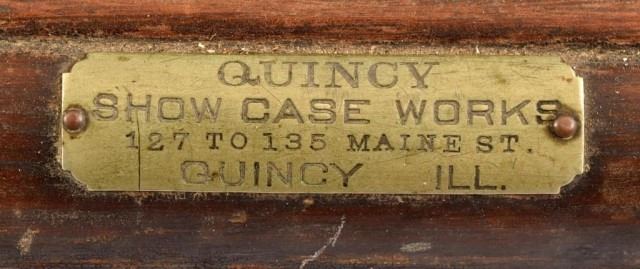 QUINCY
SHOW CASE WORKS
127 TO 135 MAINE ST.
QUINCY ILL.